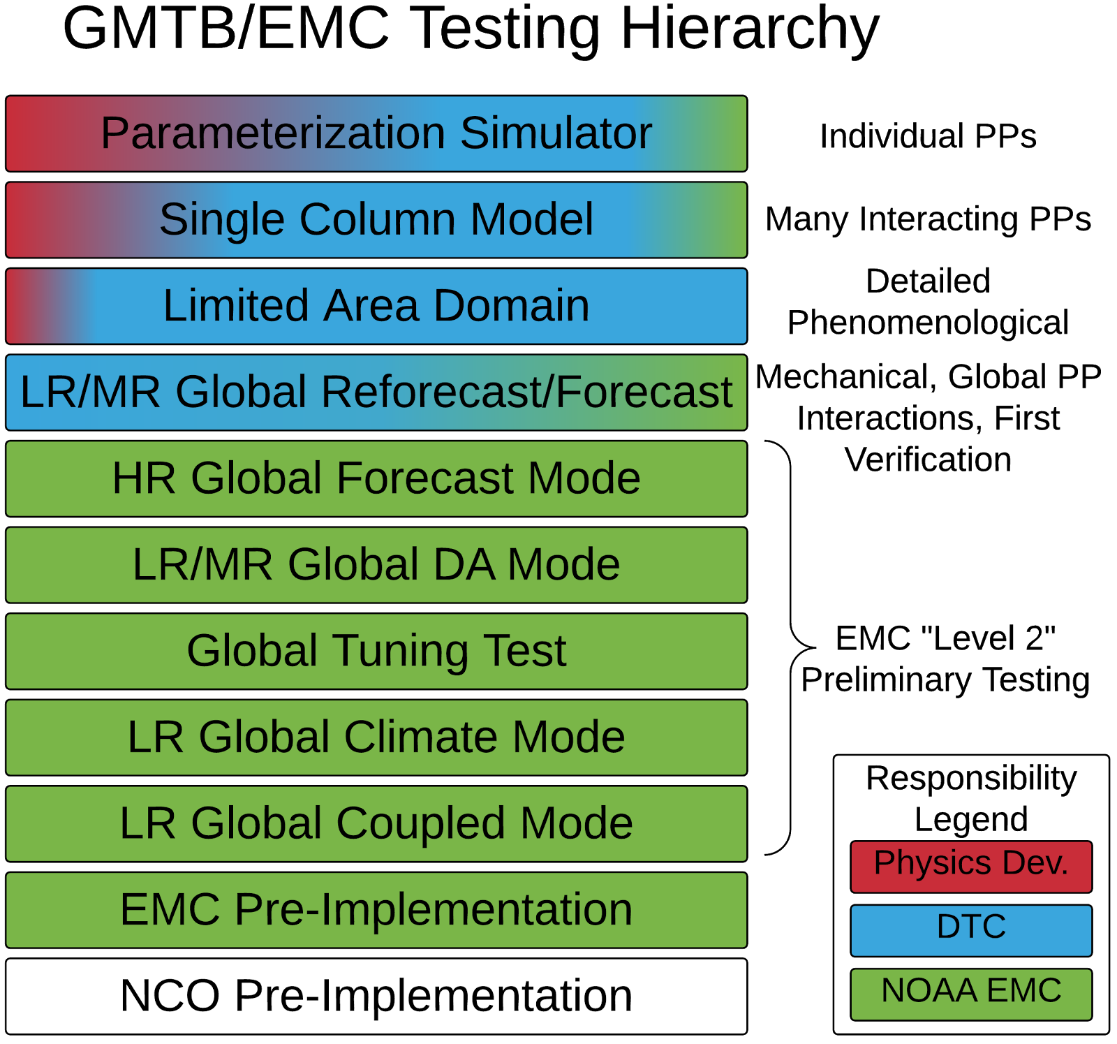 GMTB/EMC Testing Hierarchy
Parameterization Simulator
Individual PPs
Single Column Model
Many Interacting PPs
Limited Area Domain
Detailed
Phenomenological
LR/MR Global Reforecast/Forecast
Mechanical, Global PP
Interactions, First
Verification
HR Global Forecast Mode
LR/MR Global DA Mode
Global Tuning Test
EMC "Level 2"
Preliminary Testing
LR Global Climate Mode
LR Global Coupled Mode
EMC Pre-Implementation
NCO Pre-Implementation
Responsibility
Legend
Physics Dev.
DTC
NOAA EMC